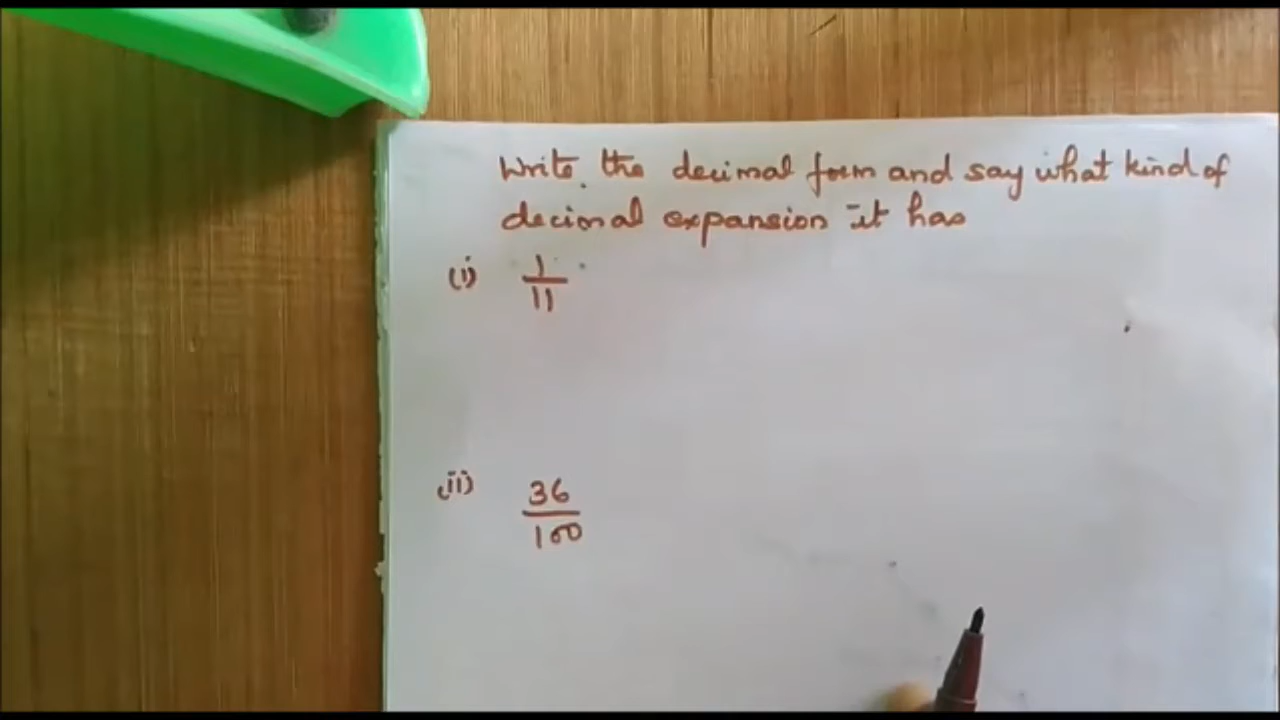 Write the decimal form and say what kind of
decimal expansion it has
(i) 1/11
(ii) 36/100